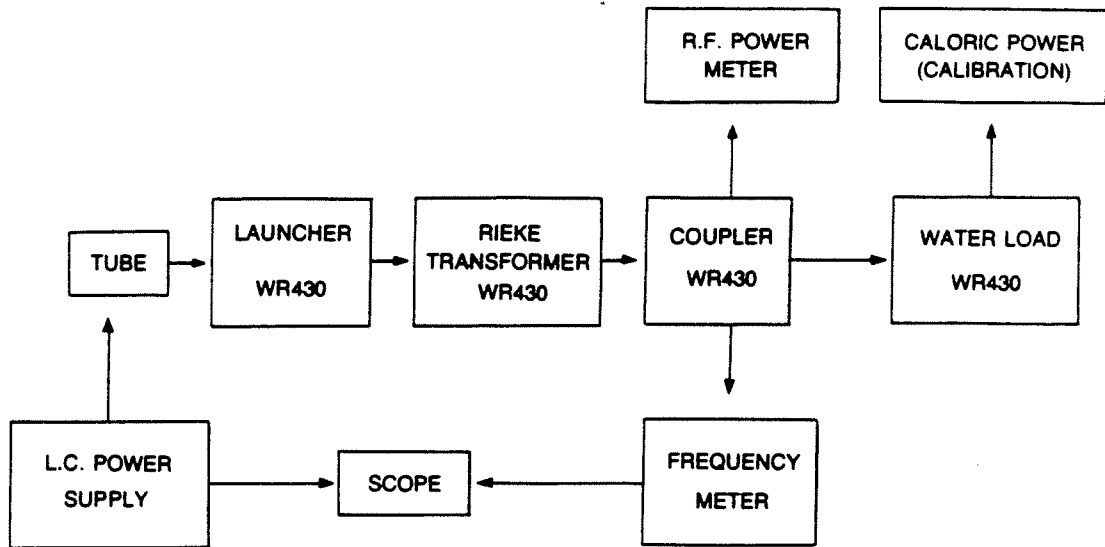 R.F. POWER
METER
CALORIC POWER
(CALIBRATION)
TUBE
LAUNCHER
WR430
RIEKE
TRANSFORMER
WR430
COUPLER
WR430
WATER LOAD
WR430
L.C. POWER
SUPPLY
SCOPE
FREQUENCY
METER